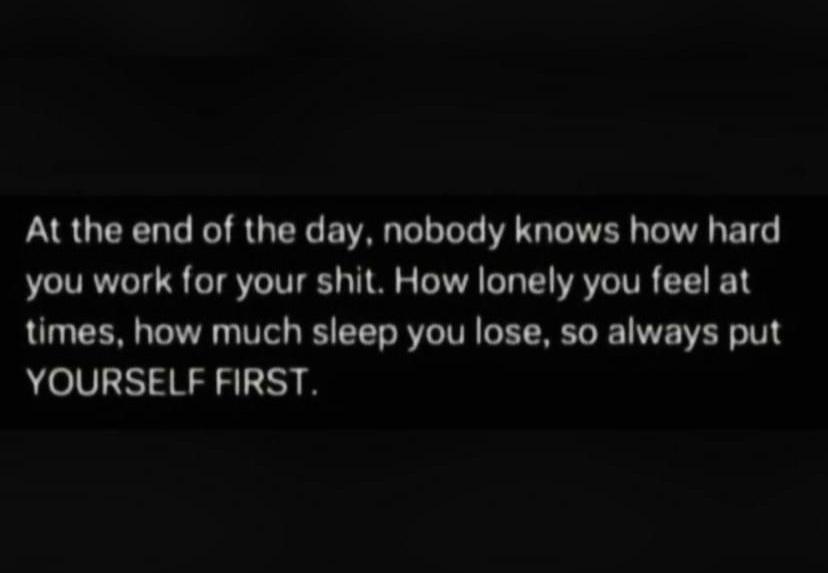 At the end of the day, nobody knows how hard
you work for your shit. How lonely you feel at
times, how much sleep you lose, so always put
YOURSELF FIRST.